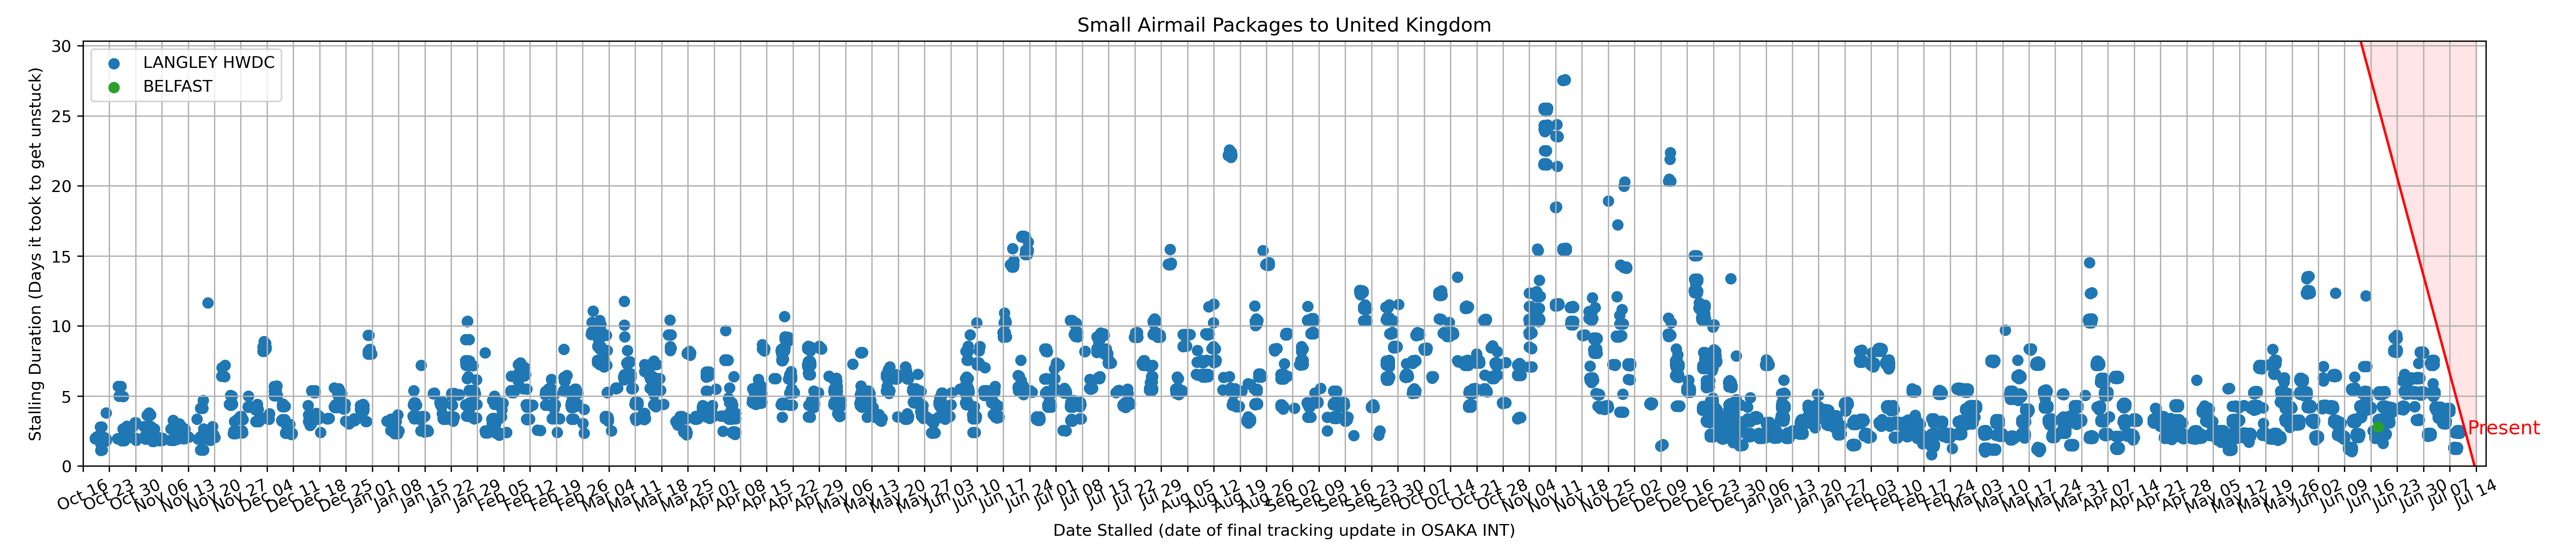 Small Airmail Packages to United Kingdom
Stalling Duration (Days it took to get unstuck)
30
25
20
15
10
5
0
LANGLEY HWDC
BELFAST
Present
Oct 16 Oct 23 Oct 30 Nov 06 Nov 13 Nov 20 Nov 27 Dec 04 Dec 11 Dec 18 Dec 25 Jan 01 Jan 08 Jan 15 Jan 22 Jan 29 Feb 05 Feb 12 Feb 19 Feb 26 Mar 04 Mar 11 Mar 18 Mar 25 Apr 01 Apr 08 Apr 15 Apr 22 Apr 29 May 06 May 13 May 20 May 27 Jun 03 Jun 10 Jun 17 Jun 24 Jul 01 Jul 08 Jul 15 Jul 22 Jul 29 Aug 05 Aug 12 Aug 19 Aug 26 Sep 02 Sep 09 Sep 16 Sep 23 Sep 30 Oct 07 Oct 14 Oct 21 Oct 28 Nov 04 Nov 11 Nov 18 Nov 25 Dec 02 Dec 09 Dec 16 Dec 23 Dec 30 Jan 06 Jan 13 Jan 20 Jan 27 Feb 03 Feb 10 Feb 17 Feb 24 Mar 03 Mar 10 Mar 17 Mar 24 Mar 31 Apr 07 Apr 14 Apr 21 Apr 28 May 05 May 12 May 19 May 26 Jun 02 Jun 09 Jun 16 Jun 23 Jun 30 Jul 07 Jul 14
Date Stalled (date of final tracking update in OSAKA INT)